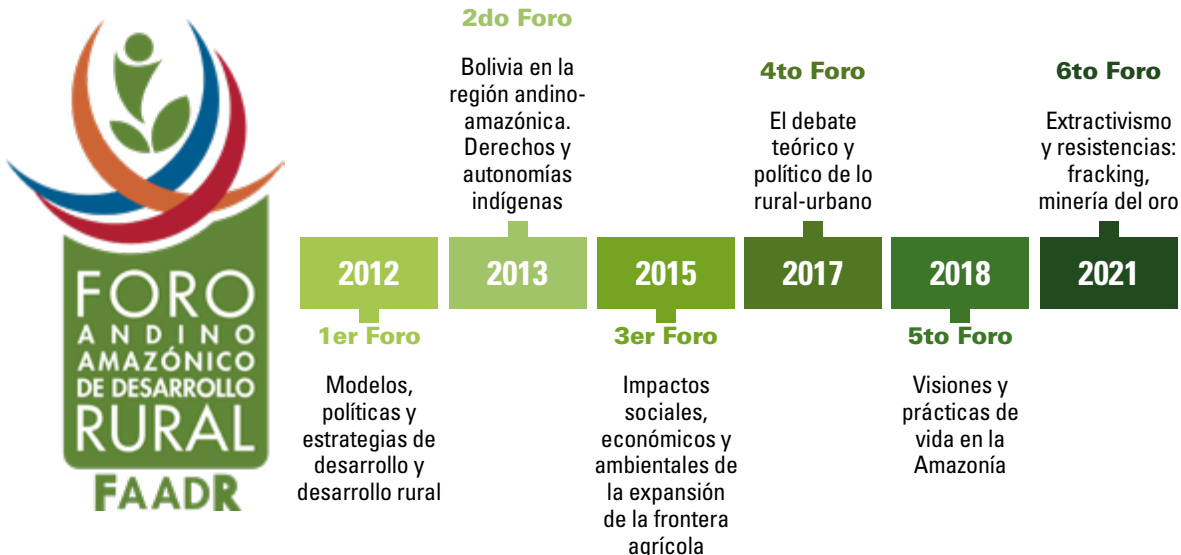 FORO
ANDINO
AMAZÓNICO
DE DESARROLLO
RURAL
FAADR
2012
1er Foro
Modelos,
políticas y
estrategias de
desarrollo y
desarrollo rural
2do Foro
Bolivia en la
región andino-
amazónica.
Derechos y
autonomías
indígenas
2013
2015
3er Foro
Impactos
sociales,
económicos y
ambientales de
la expansión
de la frontera
agrícola
4to Foro
El debate
teórico y
político de lo
rural-urbano
2017
2018
5to Foro
Visiones y
prácticas de
vida en la
Amazonía
6to Foro
Extractivismo
y resistencias:
fracking,
minería del oro
2021